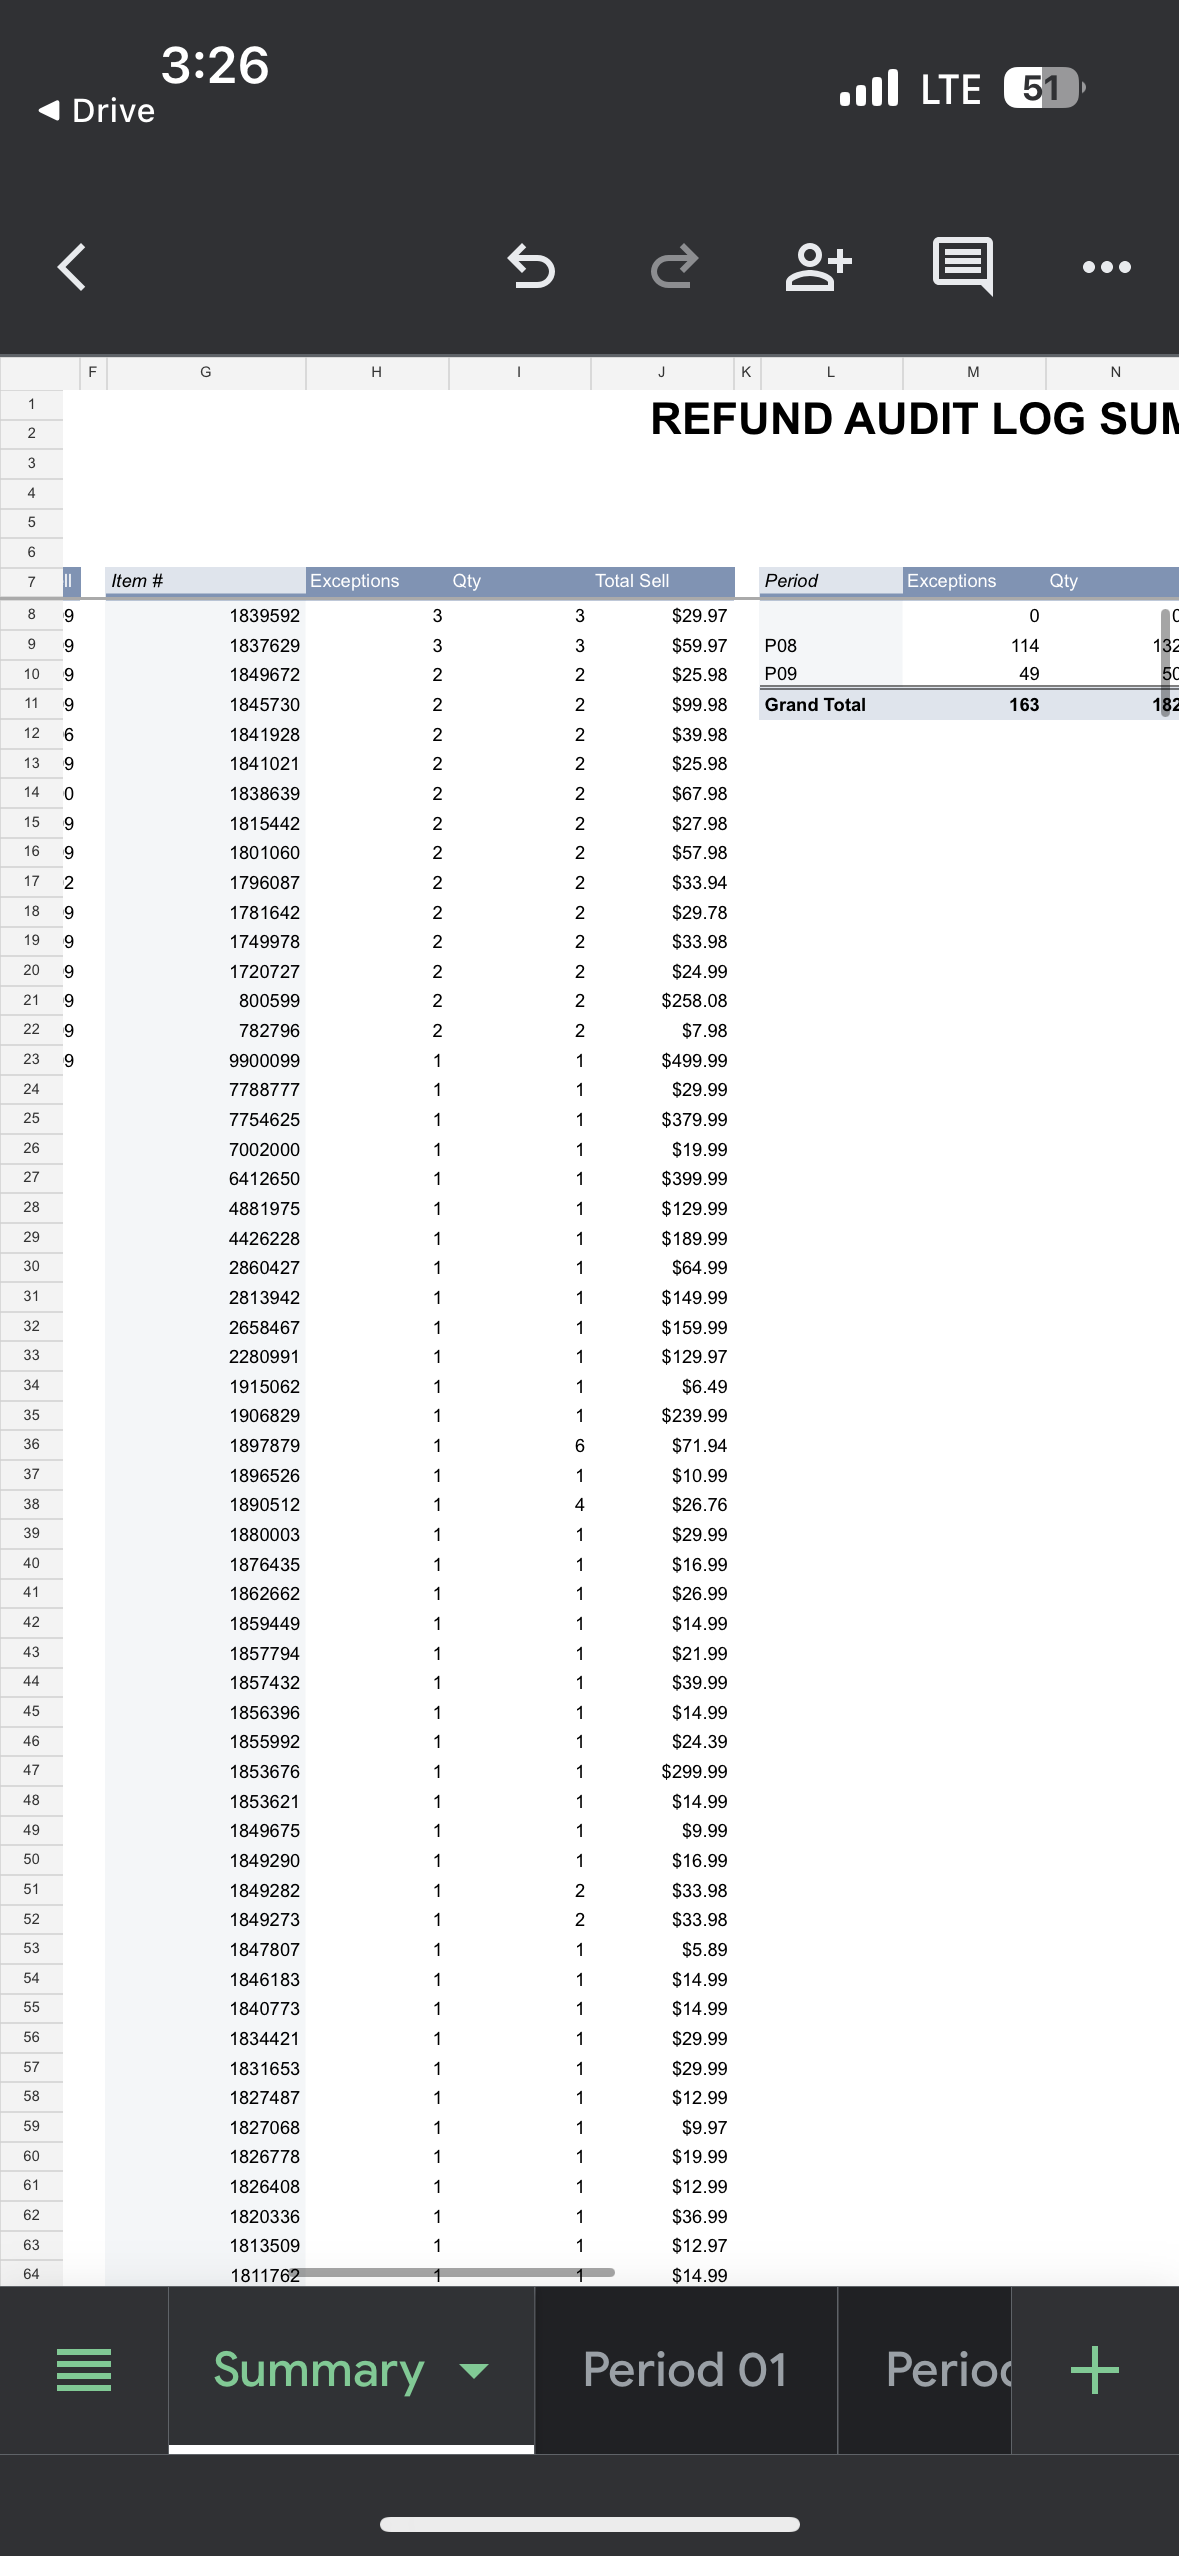 3:26
LTE 51
◀ Drive
F G H I J K L M N
1 REFUND AUDIT LOG
2
3
4
5
6
7 Item # Exceptions Qty Total Sell Period Exceptions Qty
8 9 1839592 3 3 $29.97 0
9 9 1837629 3 3 $59.97 P08 114 132
10 9 1849672 2 2 $25.98 P09 49 50
11 9 1845730 2 2 $99.98 Grand Total 163 182
12 6 1841928 2 2 $39.98
13 9 1841021 2 2 $25.98
14 0 1838639 2 2 $67.98
15 9 1815442 2 2 $27.98
16 9 1801060 2 2 $57.98
17 2 1796087 2 2 $33.94
18 9 1781642 2 2 $29.78
19 9 1749978 2 2 $33.98
20 9 1720727 2 2 $24.99
21 9 800599 2 2 $258.08
22 9 782796 2 2 $7.98
23 9 9900099 1 1 $499.99
24 7788777 1 1 $29.99
25 7754625 1 1 $379.99
26 7002000 1 1 $19.99
27 6412650 1 1 $399.99
28 4881975 1 1 $129.99
29 4426228 1 1 $189.99
30 2860427 1 1 $64.99
31 2813942 1 1 $149.99
32 2658467 1 1 $159.99
33 2280991 1 1 $129.97
34 1915062 1 1 $6.49
35 1906829 1 1 $239.99
36 1897879 1 6 $71.94
37 1896526 1 1 $10.99
38 1890512 1 4 $26.76
39 1880003 1 1 $29.99
40 1876435 1 1 $16.99
41 1862662 1 1 $26.99
42 1859449 1 1 $14.99
43 1857794 1 1 $21.99
44 1857432 1 1 $39.99
45 1856396 1 1 $14.99
46 1855992 1 1 $24.39
47 1853676 1 1 $299.99
48 1853621 1 1 $14.99
49 1849675 1 1 $9.99
50 1849290 1 1 $16.99
51 1849282 1 2 $33.98
52 1849273 1 2 $33.98
53 1847807 1 1 $5.89
54 1846183 1 1 $14.99
55 1840773 1 1 $14.99
56 1834421 1 1 $29.99
57 1831653 1 1 $29.99
58 1827487 1 1 $12.99
59 1827068 1 1 $9.97
60 1826778 1 1 $19.99
61 1826408 1 1 $12.99
62 1820336 1 1 $36.99
63 1813509 1 1 $12.97
64 1811762 1 1 $14.99
Summary Period 01